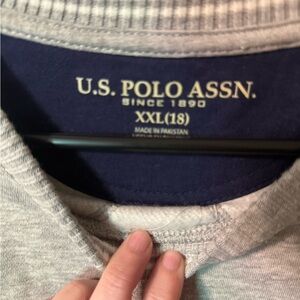 U.S. POLO ASSN.
SINCE 1890
XXL(18)
MADE IN PAKISTAN